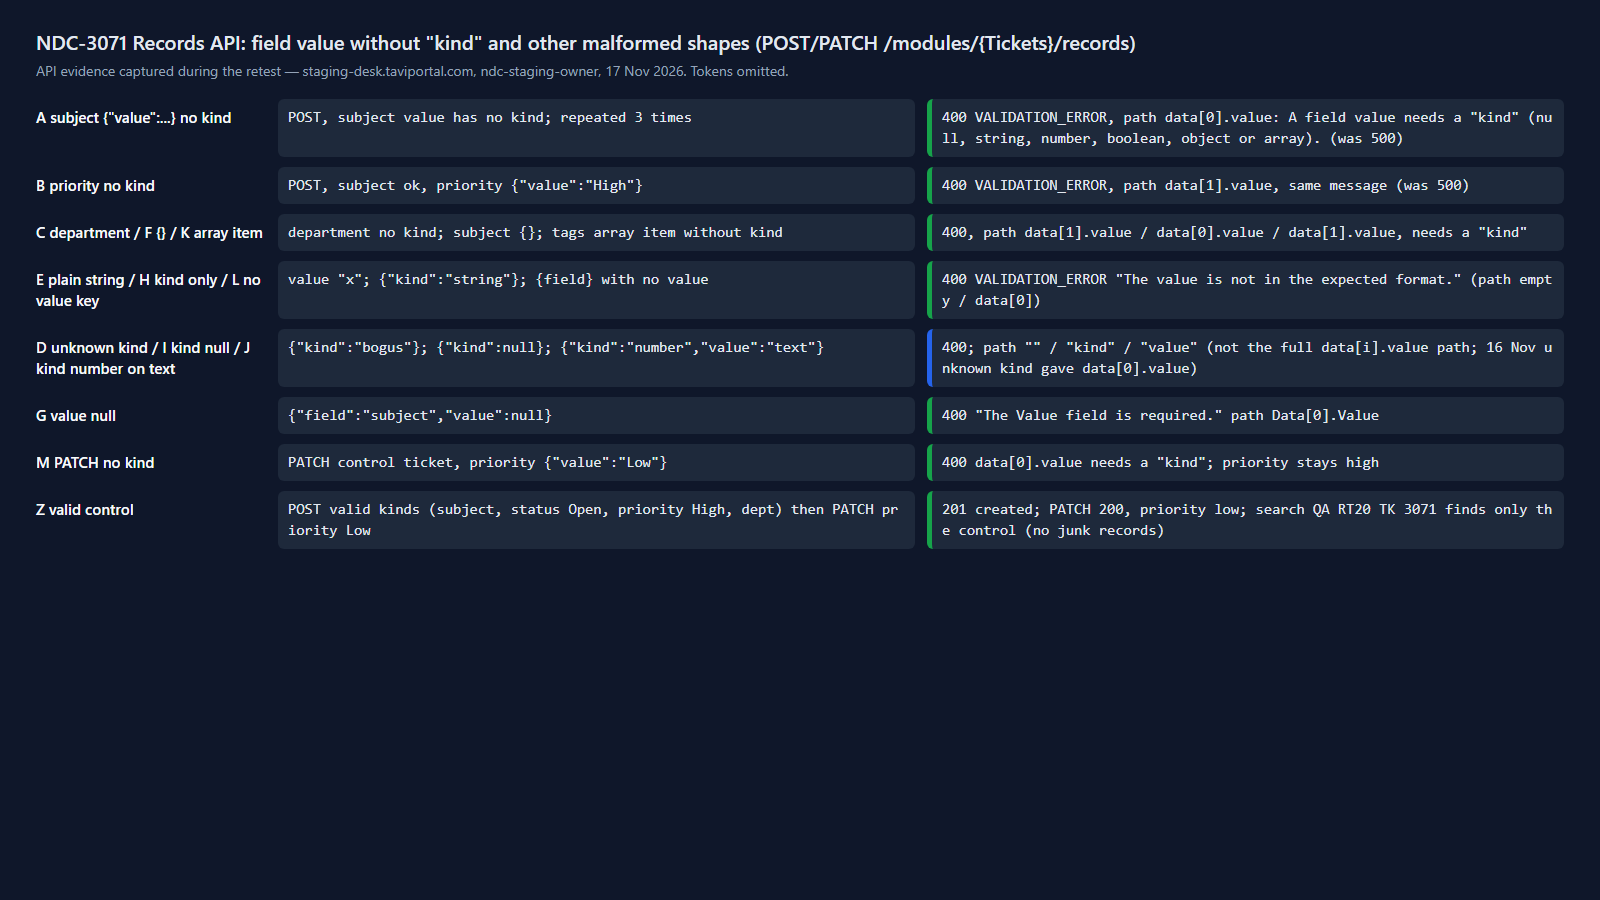 NDC-3071 Records API: field value without "kind" and other malformed shapes (POST/PATCH /modules/{Tickets}/records)
API evidence captured during the retest — staging-desk.taviportal.com, ndc-staging-owner, 17 Nov 2026. Tokens omitted.
A subject {"value":...} no kind
POST, subject value has no kind; repeated 3 times
400 VALIDATION_ERROR, path data[0].value: A field value needs a "kind" (nu
ll, string, number, boolean, object or array). (was 500)
B priority no kind
POST, subject ok, priority {"value":"High"}
400 VALIDATION_ERROR, path data[1].value, same message (was 500)
C department / F {} / K array item
department no kind; subject {}; tags array item without kind
400, path data[1].value / data[0].value / data[1].value, needs a "kind"
E plain string / H kind only / L no
value key
value "x"; {"kind":"string"}; {field} with no value
400 VALIDATION_ERROR "The value is not in the expected format." (path empt
y / data[0])
D unknown kind / I kind null / J
kind number on text
{"kind":"bogus"}; {"kind":null}; {"kind":"number","value":"text"}
400; path "" / "kind" / "value" (not the full data[i].value path; 16 Nov u
nknown kind gave data[0].value)
G value null
{"field":"subject","value":null}
400 "The Value field is required." path Data[0].Value
M PATCH no kind
PATCH control ticket, priority {"value":"Low"}
400 data[0].value needs a "kind"; priority stays high
Z valid control
POST valid kinds (subject, status Open, priority High, dept) then PATCH pr
iority Low
201 created; PATCH 200, priority low; search QA RT20 TK 3071 finds only th
e control (no junk records)